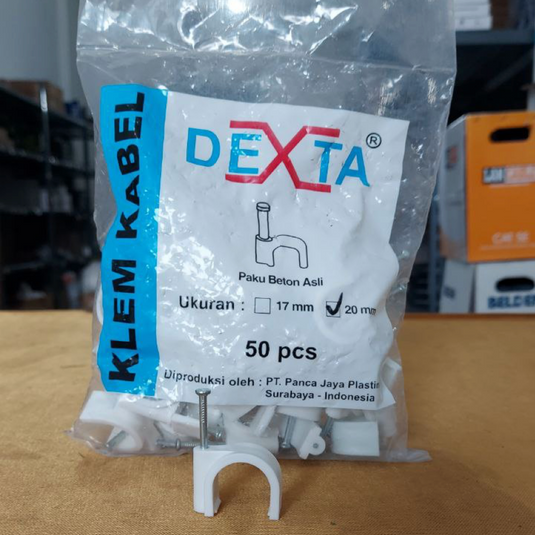 KLEM KABEL
DEXTA ®
Paku Beton Asli
Ukuran : 17 mm 20 mm
50 pcs
Diproduksi oleh : PT. Panca Jaya Plastin
Surabaya - Indonesia